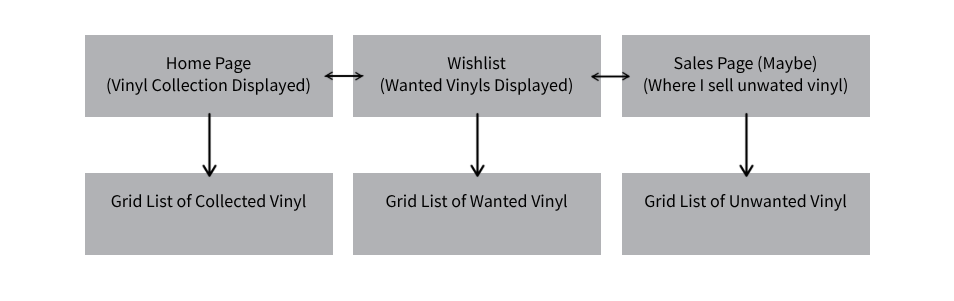 Home Page
(Vinyl Collection Displayed)
Wishlist
(Wanted Vinyls Displayed)
Sales Page (Maybe)
(Where I sell unwated vinyl)
Grid List of Collected Vinyl
Grid List of Wanted Vinyl
Grid List of Unwanted Vinyl